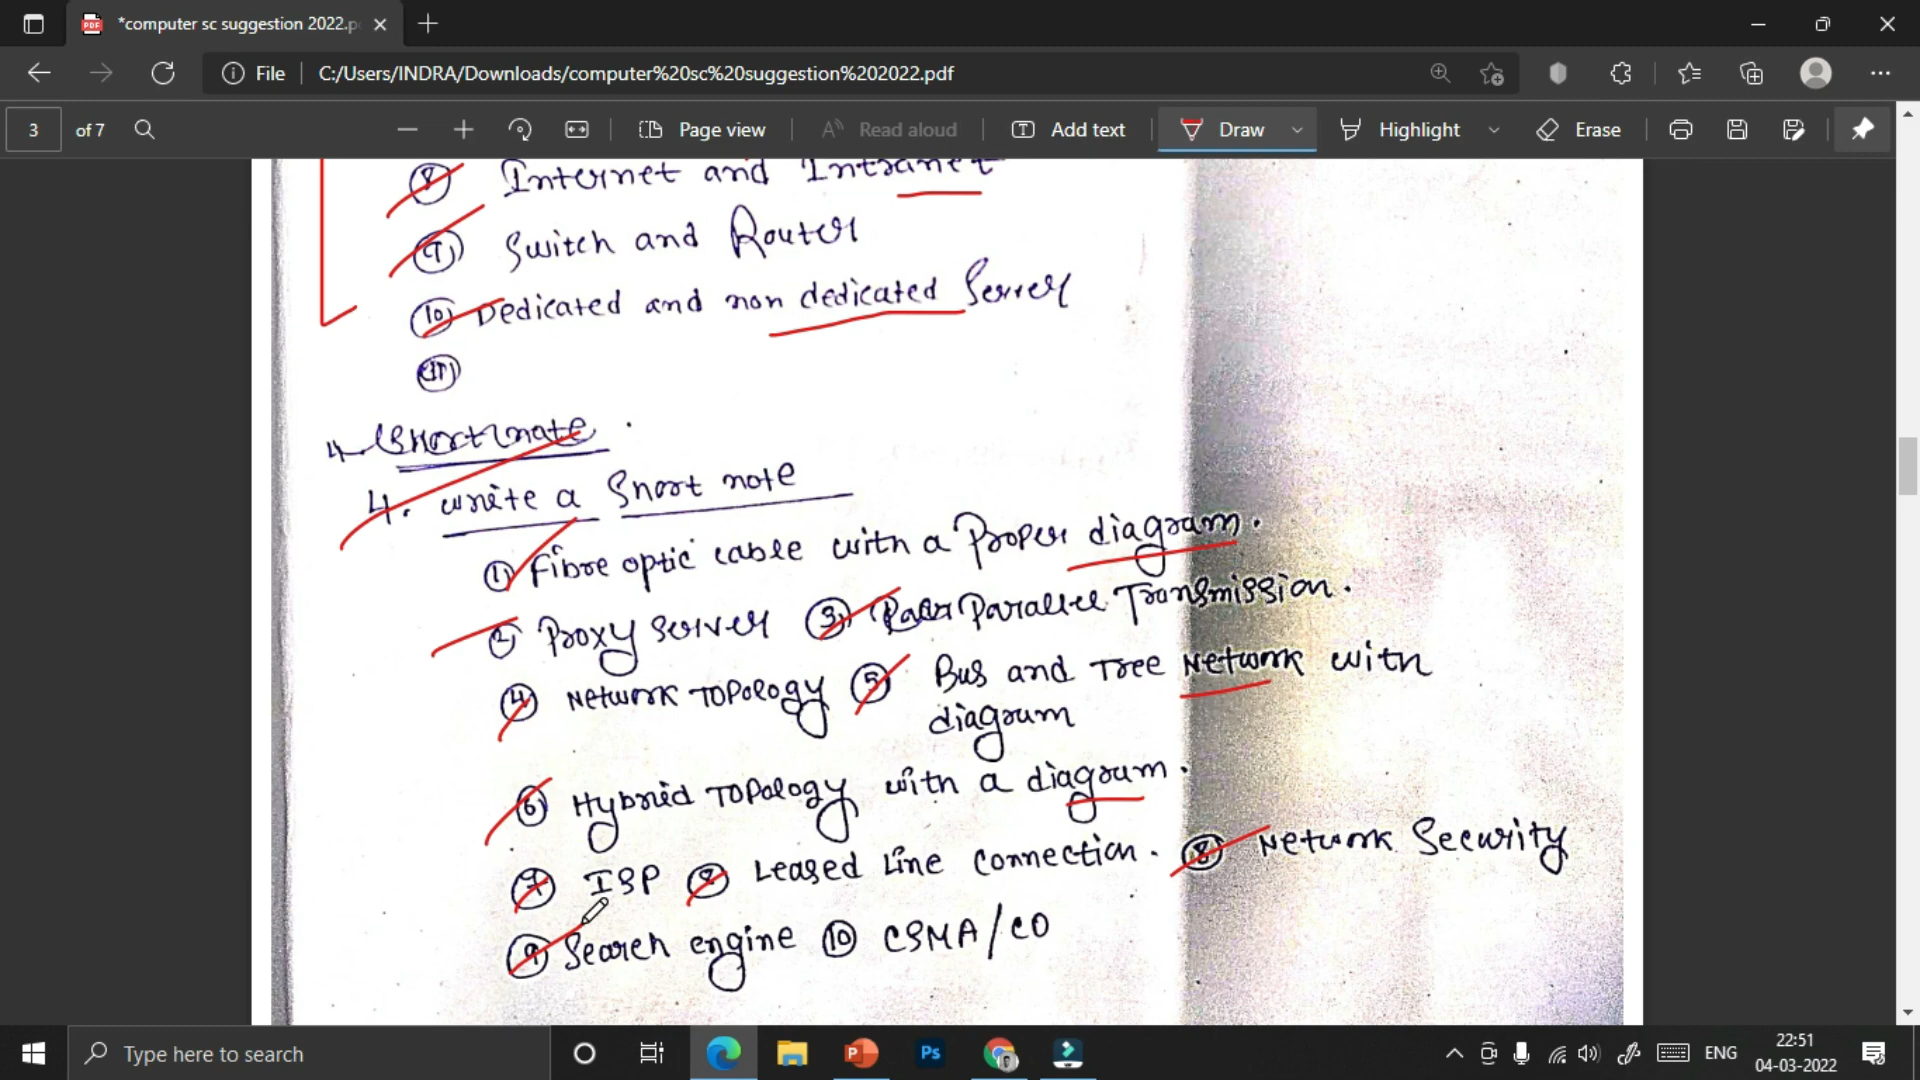 *computer sc suggestion 2022.p
File C:/Users/INDRA/Downloads/computer%20sc%20suggestion%202022.pdf
3 of 7 Page view Read aloud Add text Draw Highlight Erase
⑧ Internet and Intranet
⑨ Switch and Router
⑩ Dedicated and non dedicated Server
⑪
4. Short note.
4. write a Short note
① Fibre optic cable with a Proper diagram.
② Proxy server ③ Parallel Transmission.
④ Network Topology ⑤ Bus and Tree Network with
diagram
⑥ Hybrid Topology with a diagram.
⑦ ISP ⑧ Leased Line Connection. ⑧ Network Security
⑨ Search engine ⑩ CSMA/CD
Type here to search
ENG
22:51
04-03-2022